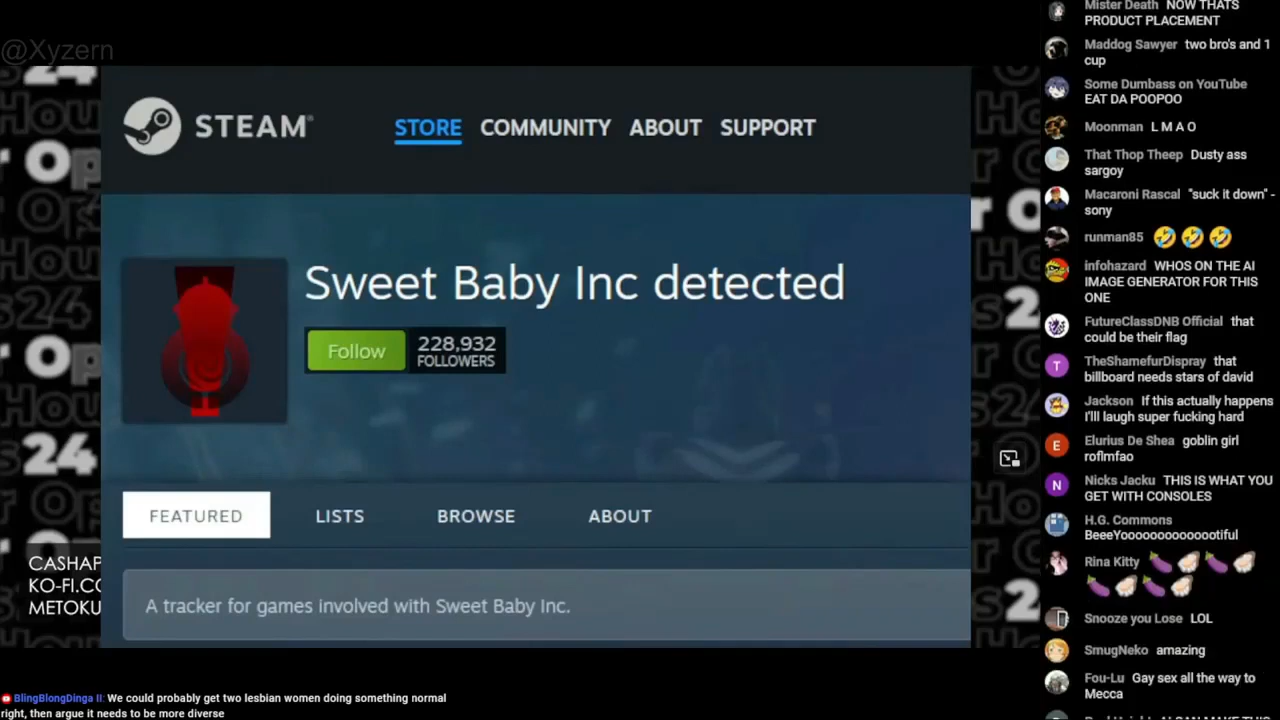 @Xyzern
STEAM
STORE COMMUNITY ABOUT SUPPORT
Sweet Baby Inc detected
Follow
228,932
FOLLOWERS
FEATURED LISTS BROWSE ABOUT
A tracker for games involved with Sweet Baby Inc.
CASHAP
KO-FI.CO
METOKU
BlingBlongDinga II: We could probably get two lesbian women doing something normal
right, then argue it needs to be more diverse
Mister Death NOW THATS
PRODUCT PLACEMENT
Maddog Sawyer two bro's and 1
cup
Some Dumbass on YouTube
EAT DA POOPOO
Moonman L M A O
That Thop Theep Dusty ass
sargoy
Macaroni Rascal "suck it down" -
sony
runman85 🤣 🤣 🤣
infohazard WHOS ON THE AI
IMAGE GENERATOR FOR THIS
ONE
FutureClassDNB Official that
could be their flag
TheShamefurDispray that
billboard needs stars of david
Jackson If this actually happens
I'lll laugh super fucking hard
Elurius De Shea goblin girl
roflmfao
Nicks Jacku THIS IS WHAT YOU
GET WITH CONSOLES
H.G. Commons
BeeeYoooooooooooootiful
Rina Kitty 🍆 🦪 🍆 🦪
🍆 🦪 🍆 🦪
Snooze you Lose LOL
SmugNeko amazing
Fou-Lu Gay sex all the way to
Mecca